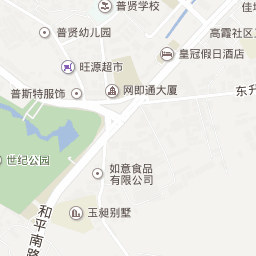 普贤学校
佳
普贤幼儿园
高霞社区卫
皇冠假日酒店
旺源超市
普斯特服饰
网即通大厦
东升
世纪公园
如意食品
有限公司
和平南路
玉昶别墅